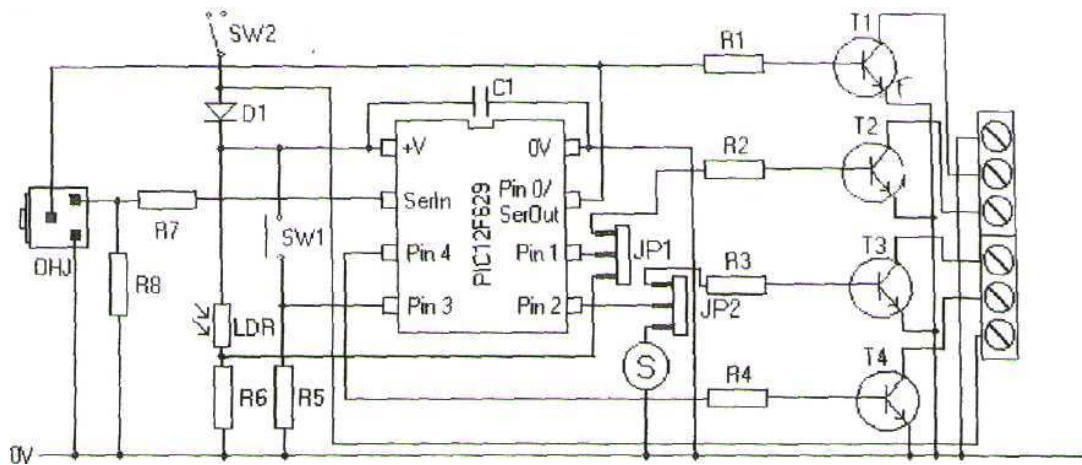 SW2
R1
T1
D1
C1
T2
+V
0V
R2
SerIn
Pin 0/
SerOut
R7
SW1
PIC12F629
JP1
T3
OHJ
R8
Pin 4
Pin 1
R3
Pin 3
Pin 2
JP2
LDR
S
T4
R6
R5
R4
0V